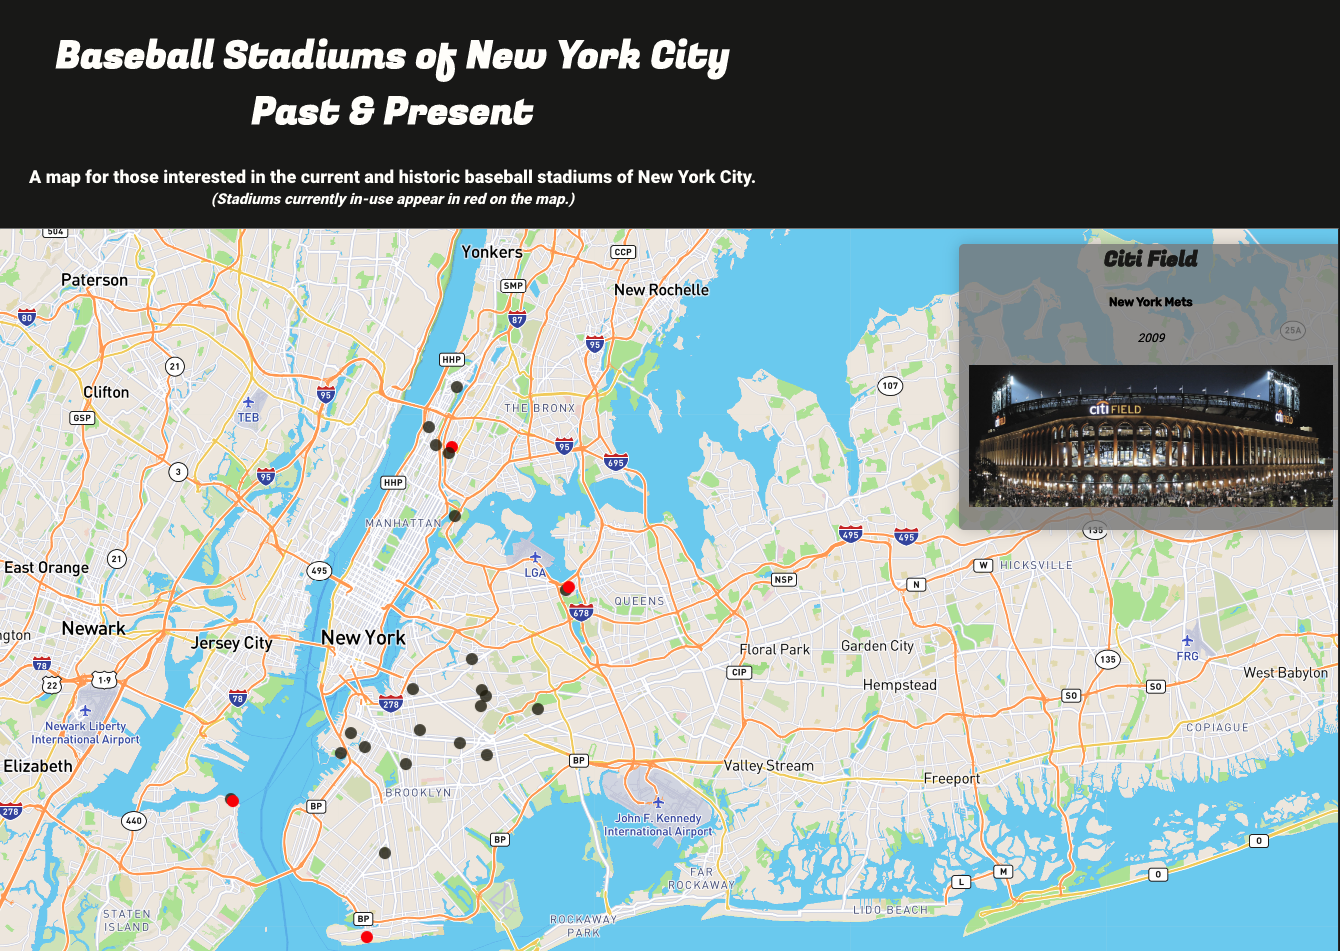 Baseball Stadiums of New York City
Past & Present
A map for those interested in the current and historic baseball stadiums of New York City.
(Stadiums currently in-use appear in red on the map.)
504
Yonkers
CCP
Paterson
SMP
New Rochelle
80
87
95
21
HHP
Clifton
95
107
TEB
GSP
THE BRONX
95
3
95
695
HHP
MANHATTAN
495
495
135
21
495
LGA
NSP
W
HICKSVILLE
East Orange
N
QUEENS
678
ngton
Newark
Jersey City
New York
Floral Park
Garden City
FRG
78
135
22
1-9
CIP
West Babylon
78
278
Hempstead
SO
SO
Newark Liberty
International Airport
COPIAGUE
Elizabeth
BP
Valley Stream
Freeport
BROOKLYN
278
440
BP
John F. Kennedy
International Airport
BP
O
FAR
ROCKAWAY
L
M
O
STATEN
ISLAND
BP
ROCKAWAY
PARK
LIDO BEACH
Citi Field
New York Mets
25A
2009
citi FIELD
citi